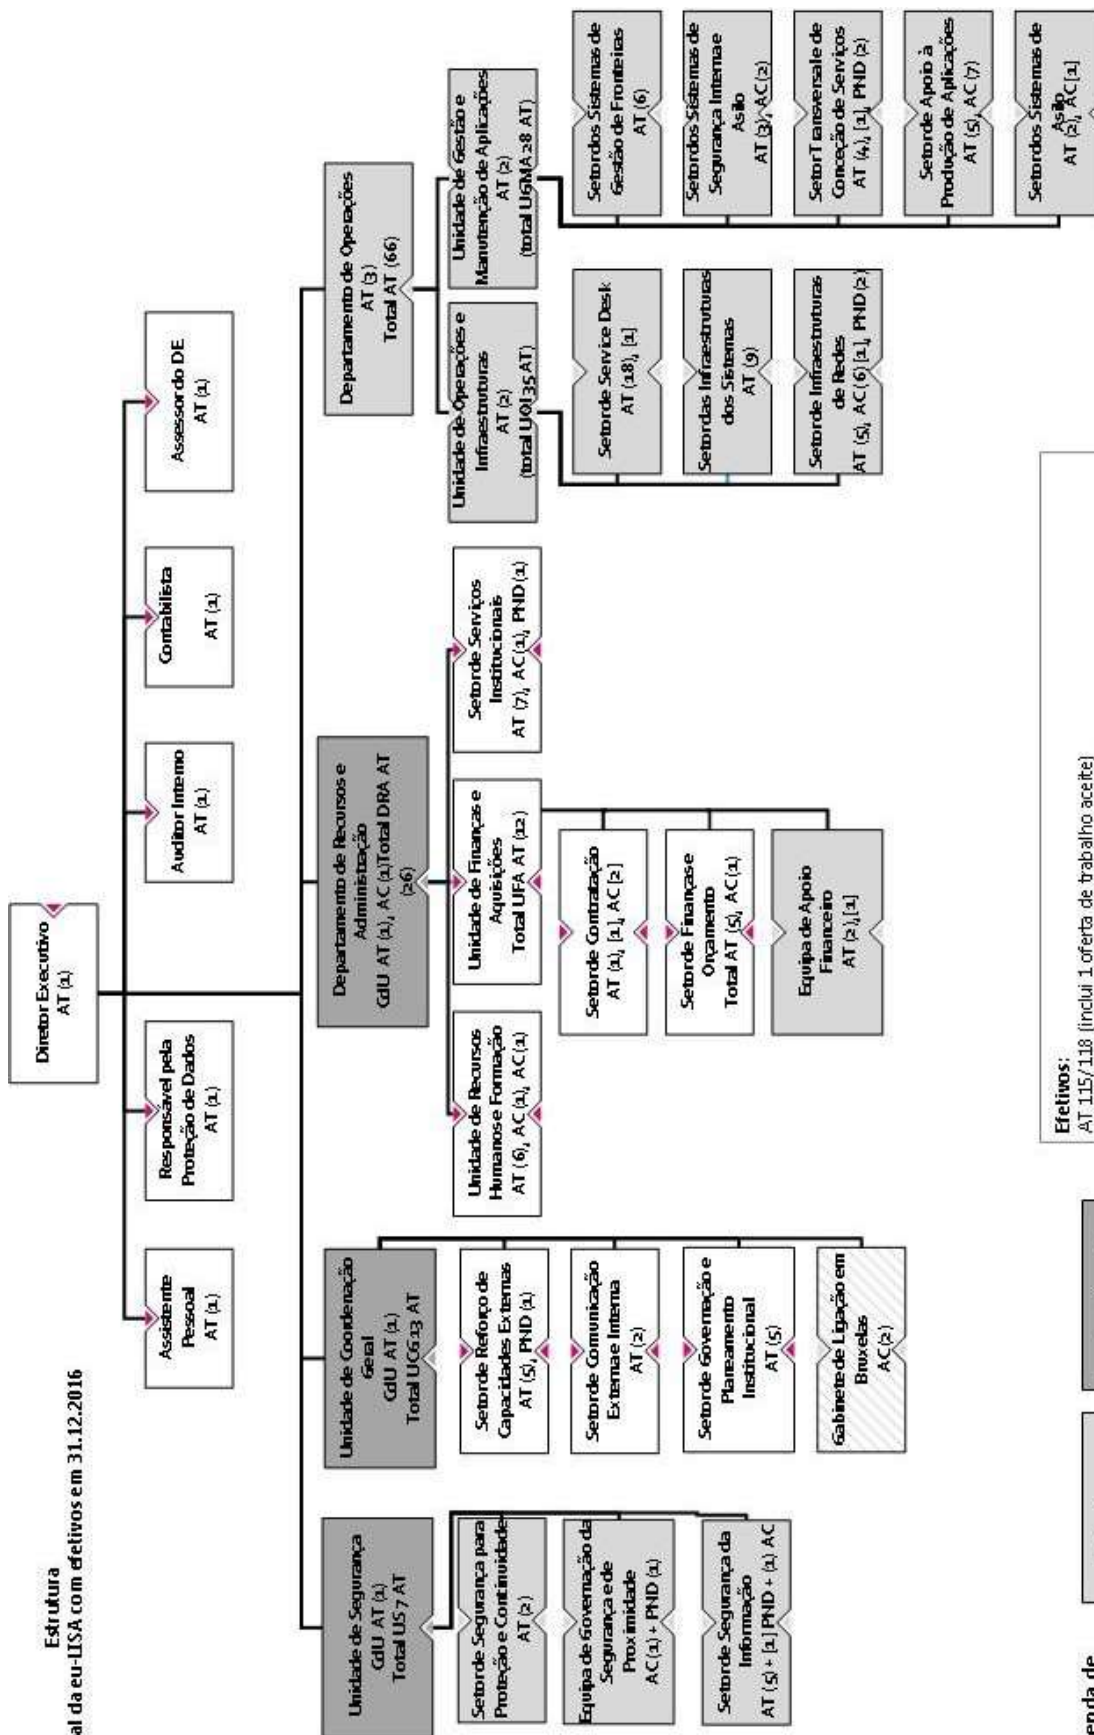 Estrutura
al da eu-LISA com efetivos em 31.12.2016
Diretor Executivo
AT (1)
Assistente
Pessoal
AT (1)
Responsável pela
Proteção de Dados
AT (1)
Auditor Interno
AT (1)
Contabilista
AT (1)
Assessor do DE
AT (1)
Unidade de Segurança
CdU AT (1)
Total US 7 AT
Setor de Segurança para
Proteção e Continuidade
AT (2)
Equipa de Governação da
Segurança e de
Proximidade
AC (1) + PND (1)
Setor de Segurança da
Informação
AT (5) + [1] PND + (1) AC
Unidade de Coordenação
Geral
CdU AT (1)
Total UCG 13 AT
Setor de Reforço de
Capacidades Externas
AT (5), PND (1)
Setor de Comunicação
Externa e Interna
AT (2)
Setor de Governação e
Planeamento
Institucional
AT (5)
Gabinete de Ligação em
Bruxelas
AC (2)
Departamento de Recursos e
Administração
CdU AT (1), AC (1) Total DRA AT
(26)
Unidade de Recursos
Humanos e Formação
AT (6), AC (1), AC (1)
Unidade de Finanças e
Aquisições
Total UFA AT (12)
Setor de Serviços
Institucionais
AT (7), AC (1), PND (1)
Setor de Contratação
AT (1), [1], AC [2]
Setor de Finanças e
Orçamento
Total AT (5), AC (1)
Equipa de Apoio
Financeiro
AT (2), [1]
Departamento de Operações
AT (3)
Total AT (66)
Unidade de Operações e
Infraestruturas
AT (2)
(total UOI 35 AT)
Unidade de Gestão e
Manutenção de Aplicações
AT (2)
(total UGMA 28 AT)
Setor de Service Desk
AT (18), [1]
Setor das Infraestruturas
dos Sistemas
AT (9)
Setor de Infraestruturas
de Redes
AT (5), AC (6) [1], PND (2)
Setor dos Sistemas de
Gestão de Fronteiras
AT (6)
Setor dos Sistemas de
Segurança Interna e
Asilo
AT (3), AC (2)
Setor Transversal e de
Conceção de Serviços
AT (4), [1], PND (2)
Setor de Apoio à
Produção de Aplicações
AT (5), AC (7)
Setor dos Sistemas de
Asilo
AT (2), AC [1]
enda de
Efetivos:
AT 115/118 (inclui 1 oferta de trabalho aceite)